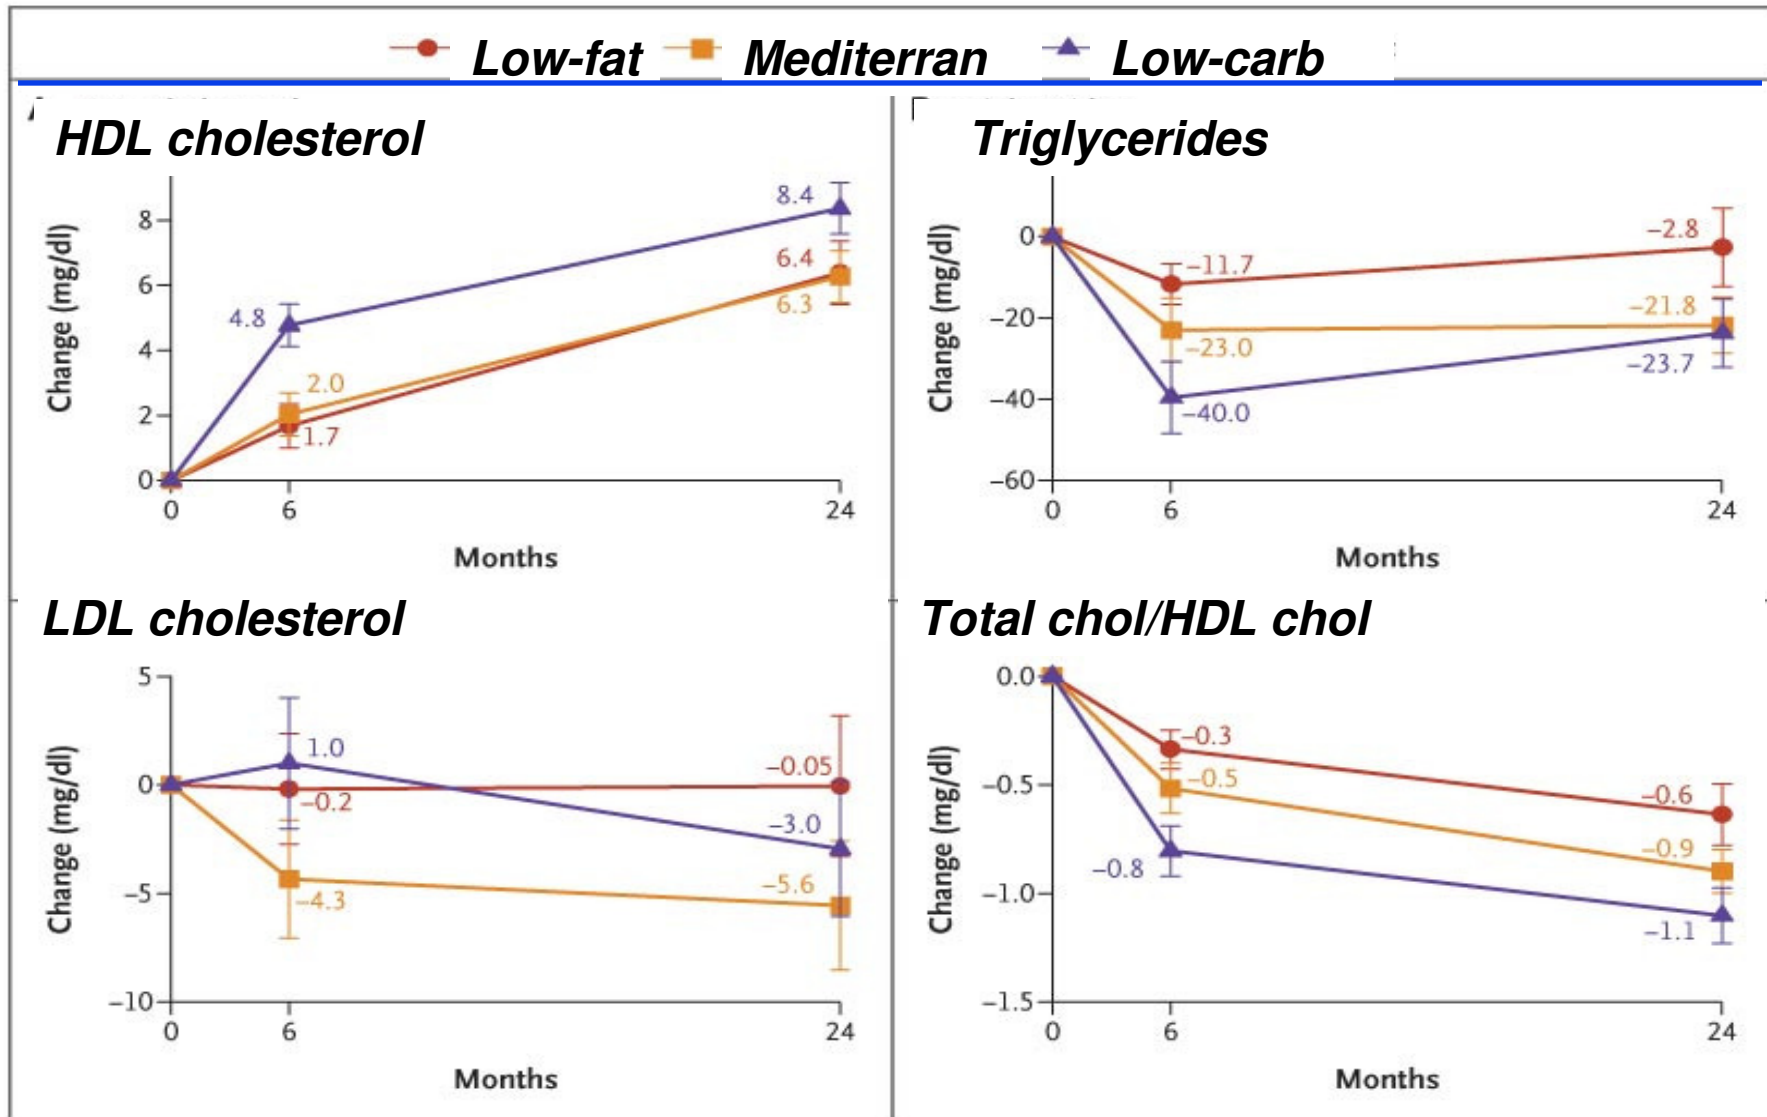 Low-fat Mediterran Low-carb
HDL cholesterol
Change (mg/dl)
8
6
4
2
0
4.8
2.0
1.7
8.4
6.4
6.3
0 6 24
Months
Triglycerides
Change (mg/dl)
0
–20
–40
–60
–11.7
–23.0
–40.0
–2.8
–21.8
–23.7
0 6 24
Months
LDL cholesterol
Change (mg/dl)
5
0
–5
–10
1.0
–0.2
–4.3
–0.05
–3.0
–5.6
0 6 24
Months
Total chol/HDL chol
Change (mg/dl)
0.0
–0.5
–1.0
–1.5
–0.3
–0.5
–0.8
–0.6
–0.9
–1.1
0 6 24
Months